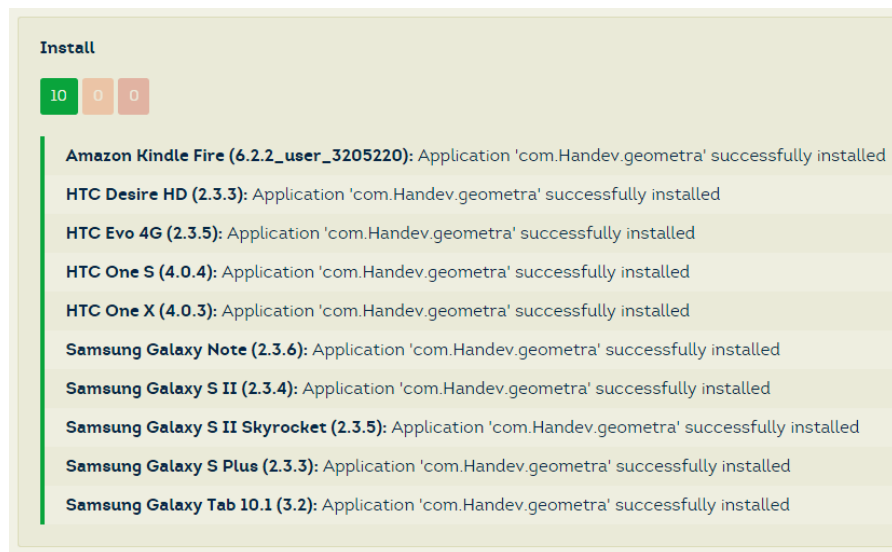 Install
10 0 0
Amazon Kindle Fire (6.2.2_user_3205220): Application 'com.Handev.geometra' successfully installed
HTC Desire HD (2.3.3): Application 'com.Handev.geometra' successfully installed
HTC Evo 4G (2.3.5): Application 'com.Handev.geometra' successfully installed
HTC One S (4.0.4): Application 'com.Handev.geometra' successfully installed
HTC One X (4.0.3): Application 'com.Handev.geometra' successfully installed
Samsung Galaxy Note (2.3.6): Application 'com.Handev.geometra' successfully installed
Samsung Galaxy S II (2.3.4): Application 'com.Handev.geometra' successfully installed
Samsung Galaxy S II Skyrocket (2.3.5): Application 'com.Handev.geometra' successfully installed
Samsung Galaxy S Plus (2.3.3): Application 'com.Handev.geometra' successfully installed
Samsung Galaxy Tab 10.1 (3.2): Application 'com.Handev.geometra' successfully installed